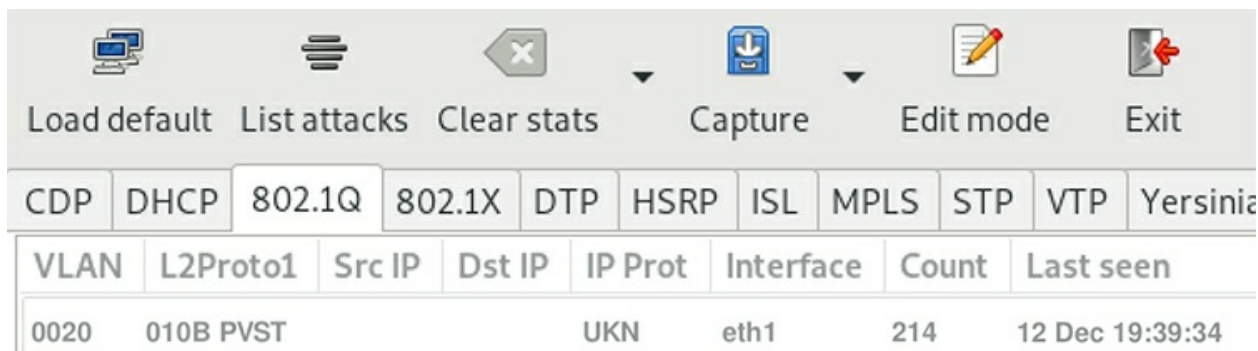 Load default List attacks Clear stats Capture Edit mode Exit
CDP DHCP 802.1Q 802.1X DTP HSRP ISL MPLS STP VTP Yersinia
VLAN L2Proto1 Src IP Dst IP IP Prot Interface Count Last seen
0020 010B PVST UKN eth1 214 12 Dec 19:39:34